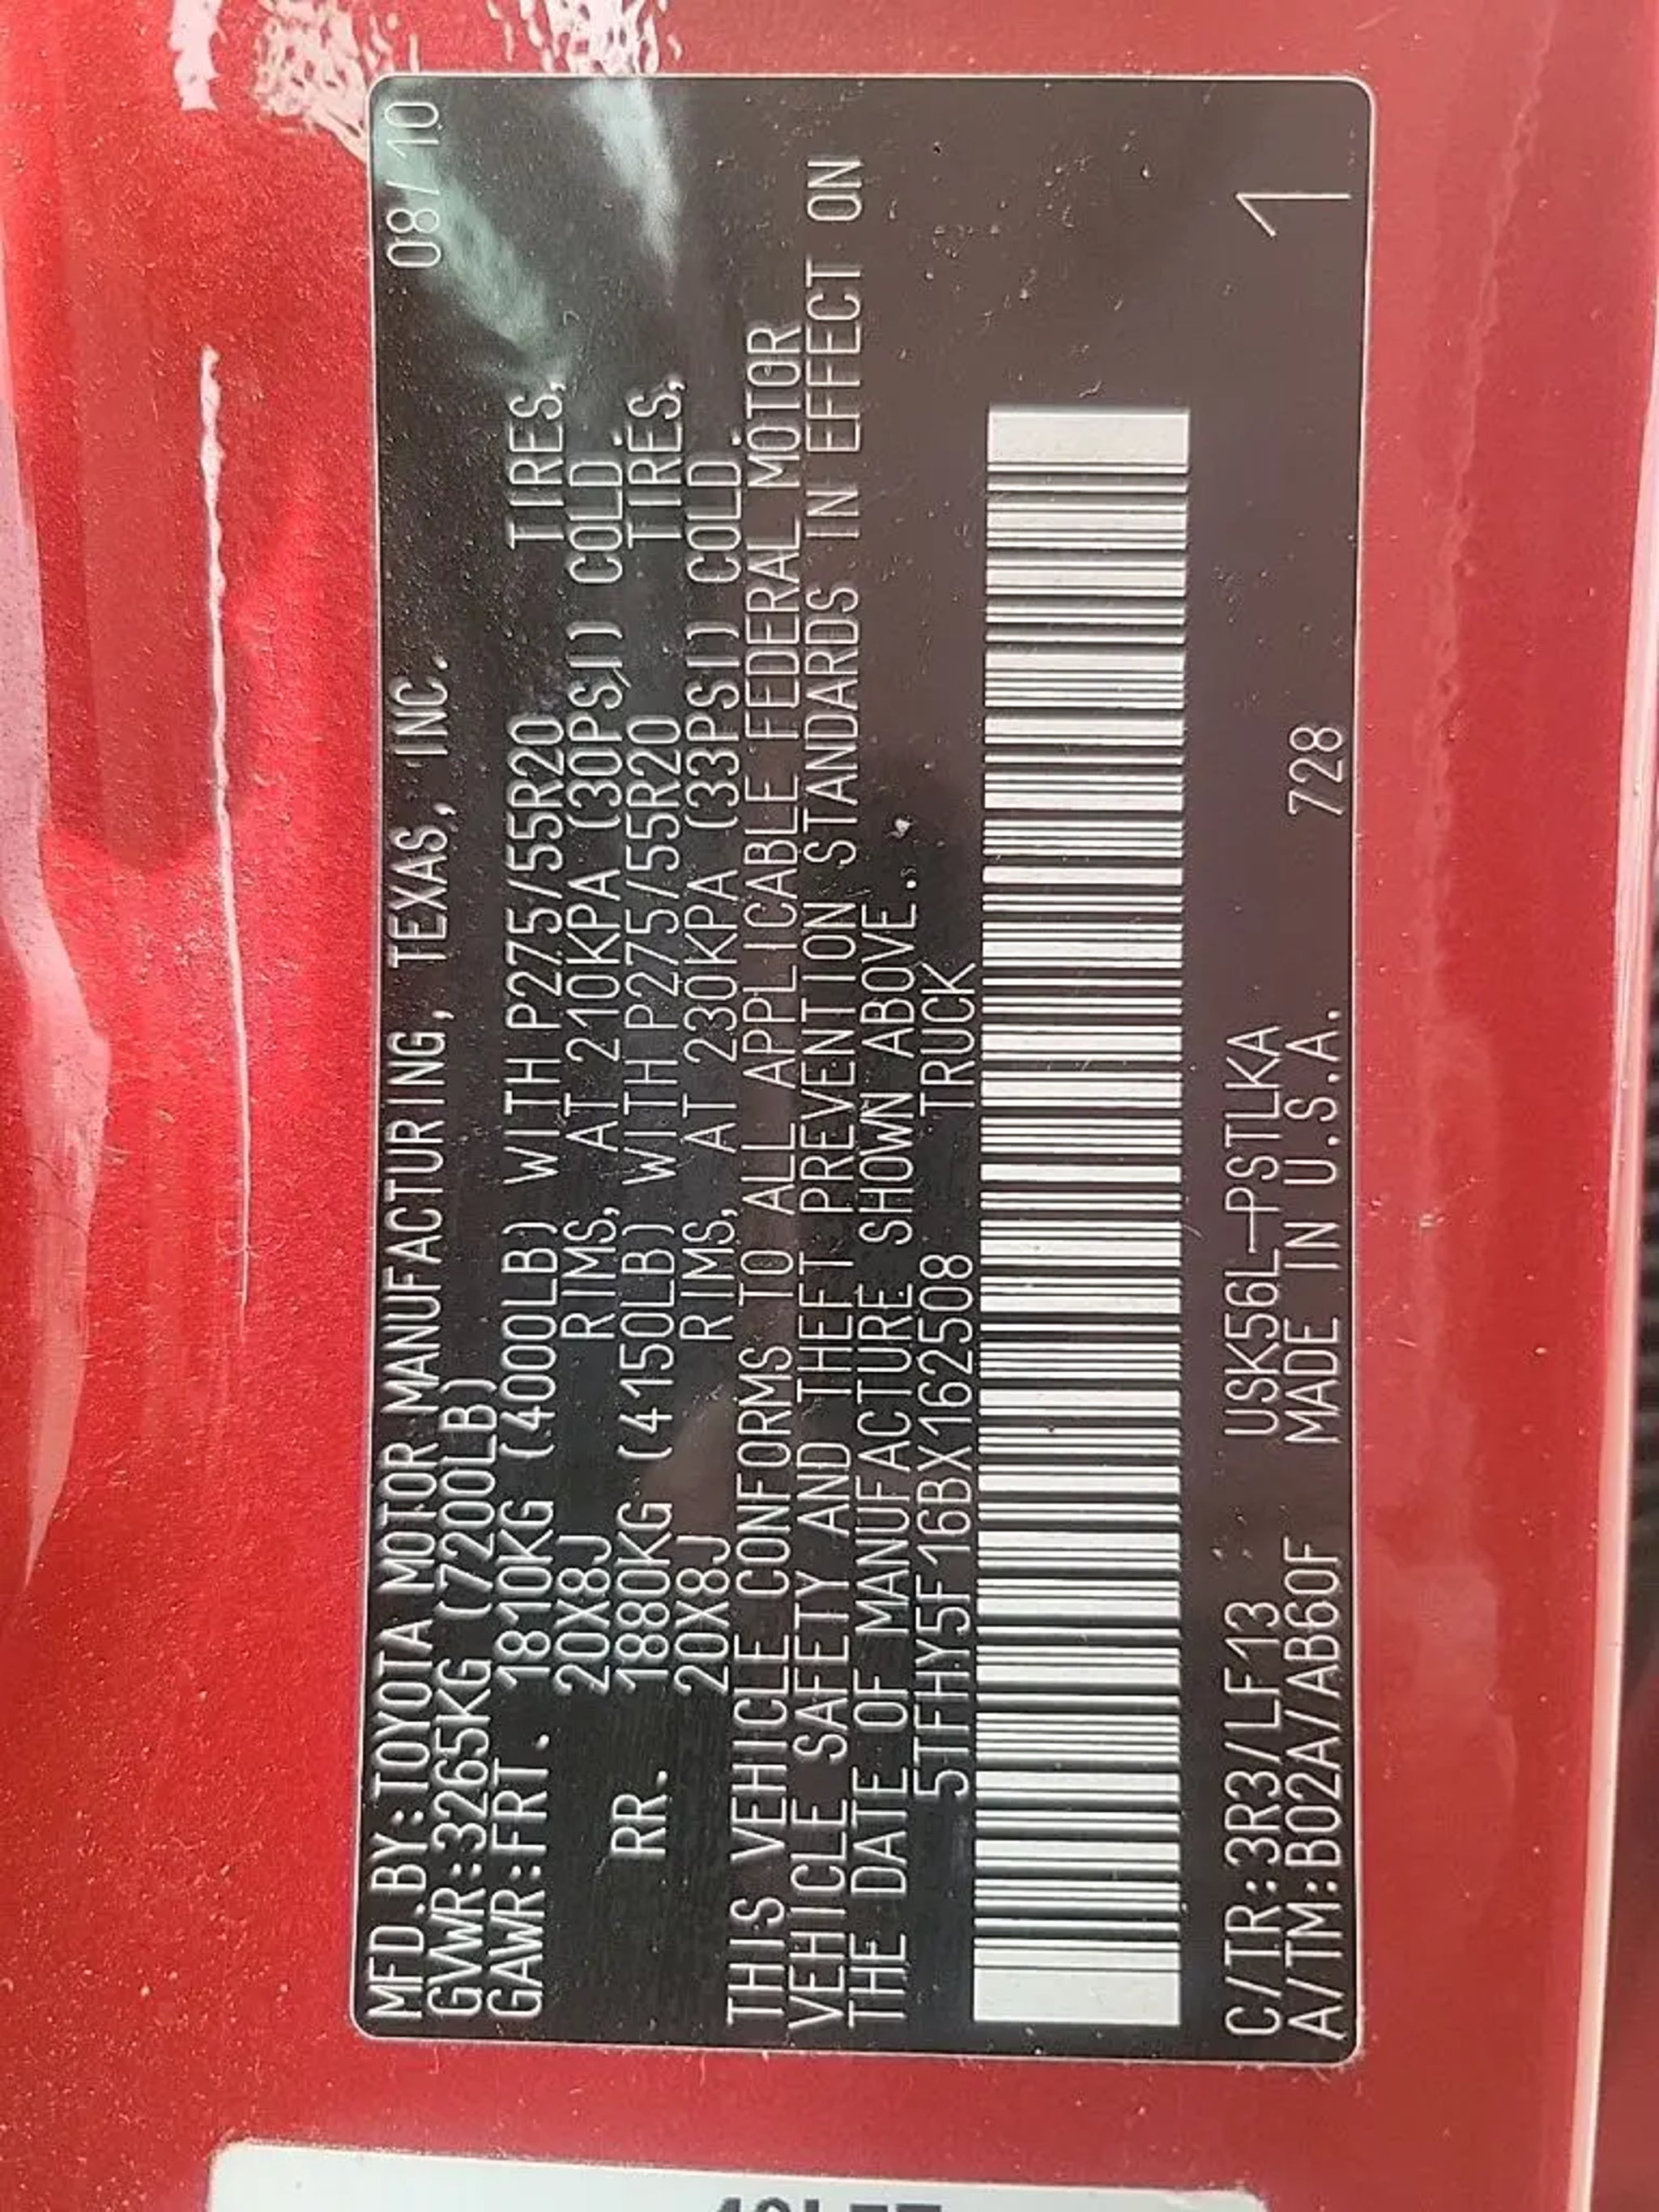 MFD.BY:TOYOTA MOTOR MANUFACTURING, TEXAS, INC. 08/10
GVWR:3265KG (7200LB)
GAWR:FRT. 1810KG (4000LB) WITH P275/55R20 TIRES,
20X8J RIMS, AT 210KPA (30PSI) COLD
RR. 1880KG (4150LB) WITH P275/55R20 TIRES,
20X8J RIMS, AT 230KPA (33PSI) COLD.
THIS VEHICLE CONFORMS TO ALL APPLICABLE FEDERAL MOTOR
VEHICLE SAFETY AND THEFT PREVENTION STANDARDS IN EFFECT ON
THE DATE OF MANUFACTURE SHOWN ABOVE.
5TFHY5F16BX162508 TRUCK
C/TR:3R3/LF13 USK56L-PSTLKA
A/TM:B02A/AB60F MADE IN U.S.A. 728
1